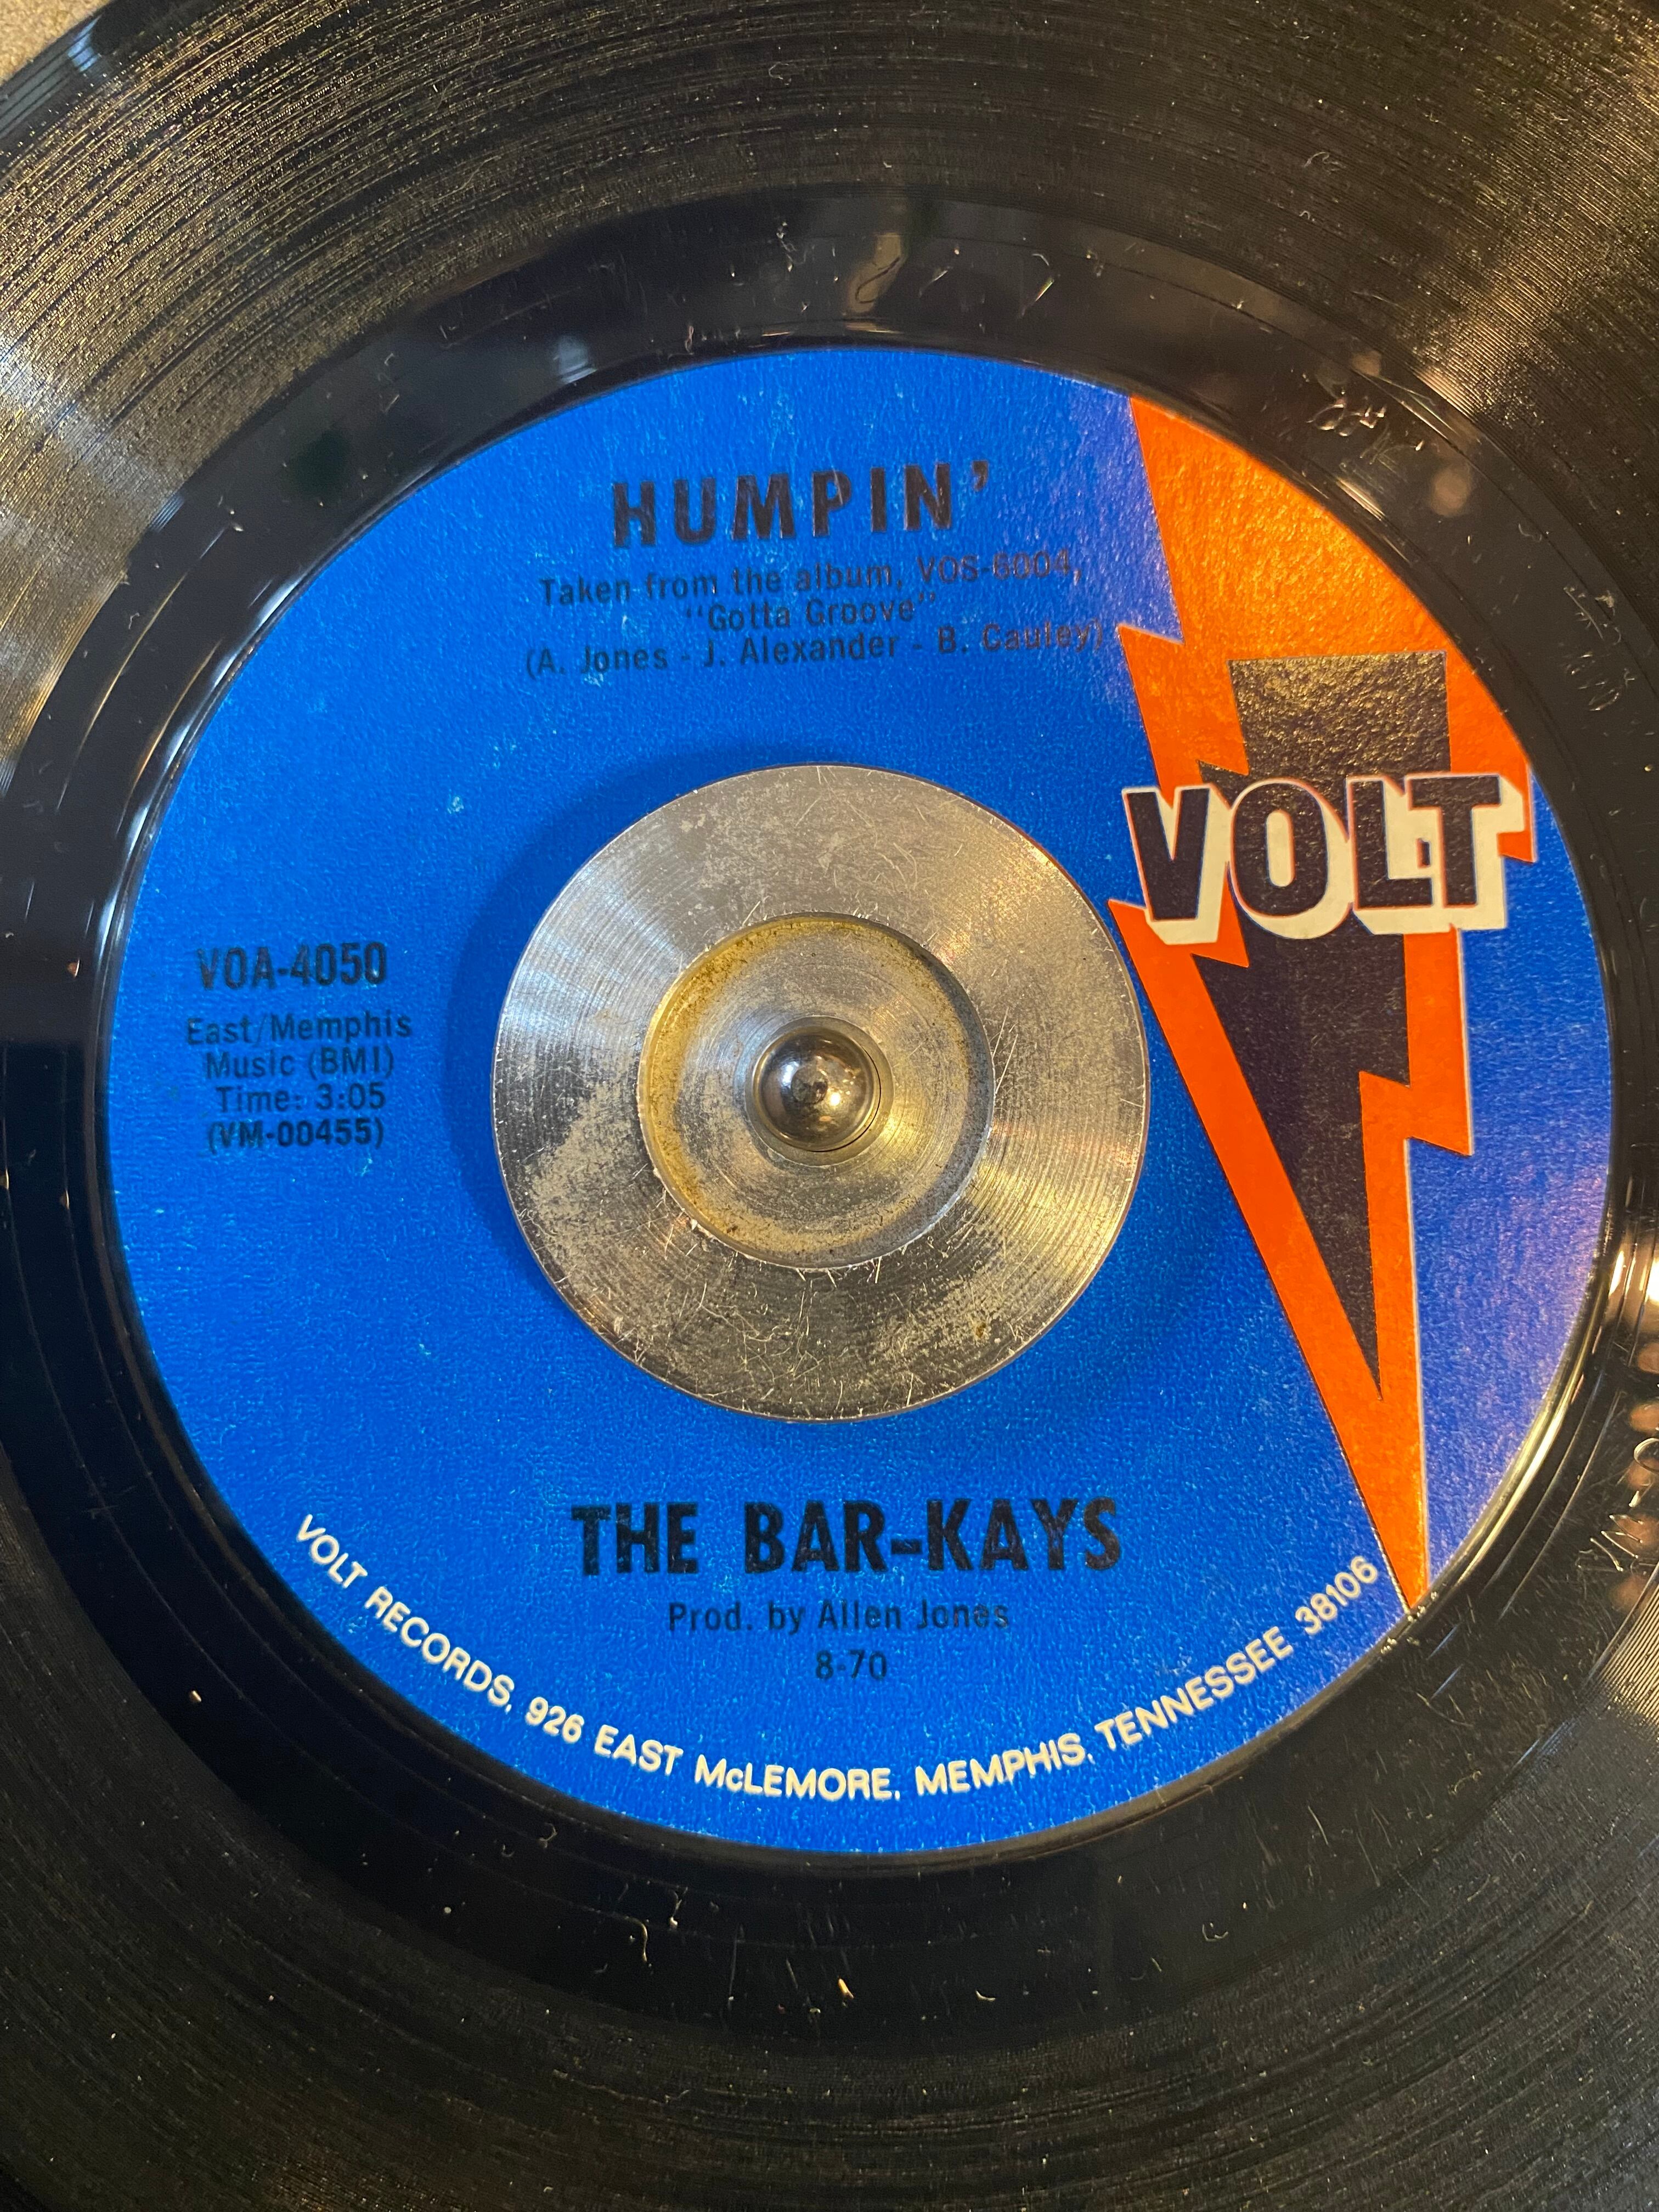 HUMPIN'
Taken from the album, VOS-6004,
"Gotta Groove"
(A. Jones - J. Alexander - B. Cauley)
VOLT
VOA-4050
East/Memphis
Music (BMI)
Time: 3:05
(VM-00455)
THE BAR-KAYS
Prod. by Allen Jones
8-70
VOLT RECORDS, 926 EAST McLEMORE, MEMPHIS, TENNESSEE 38106